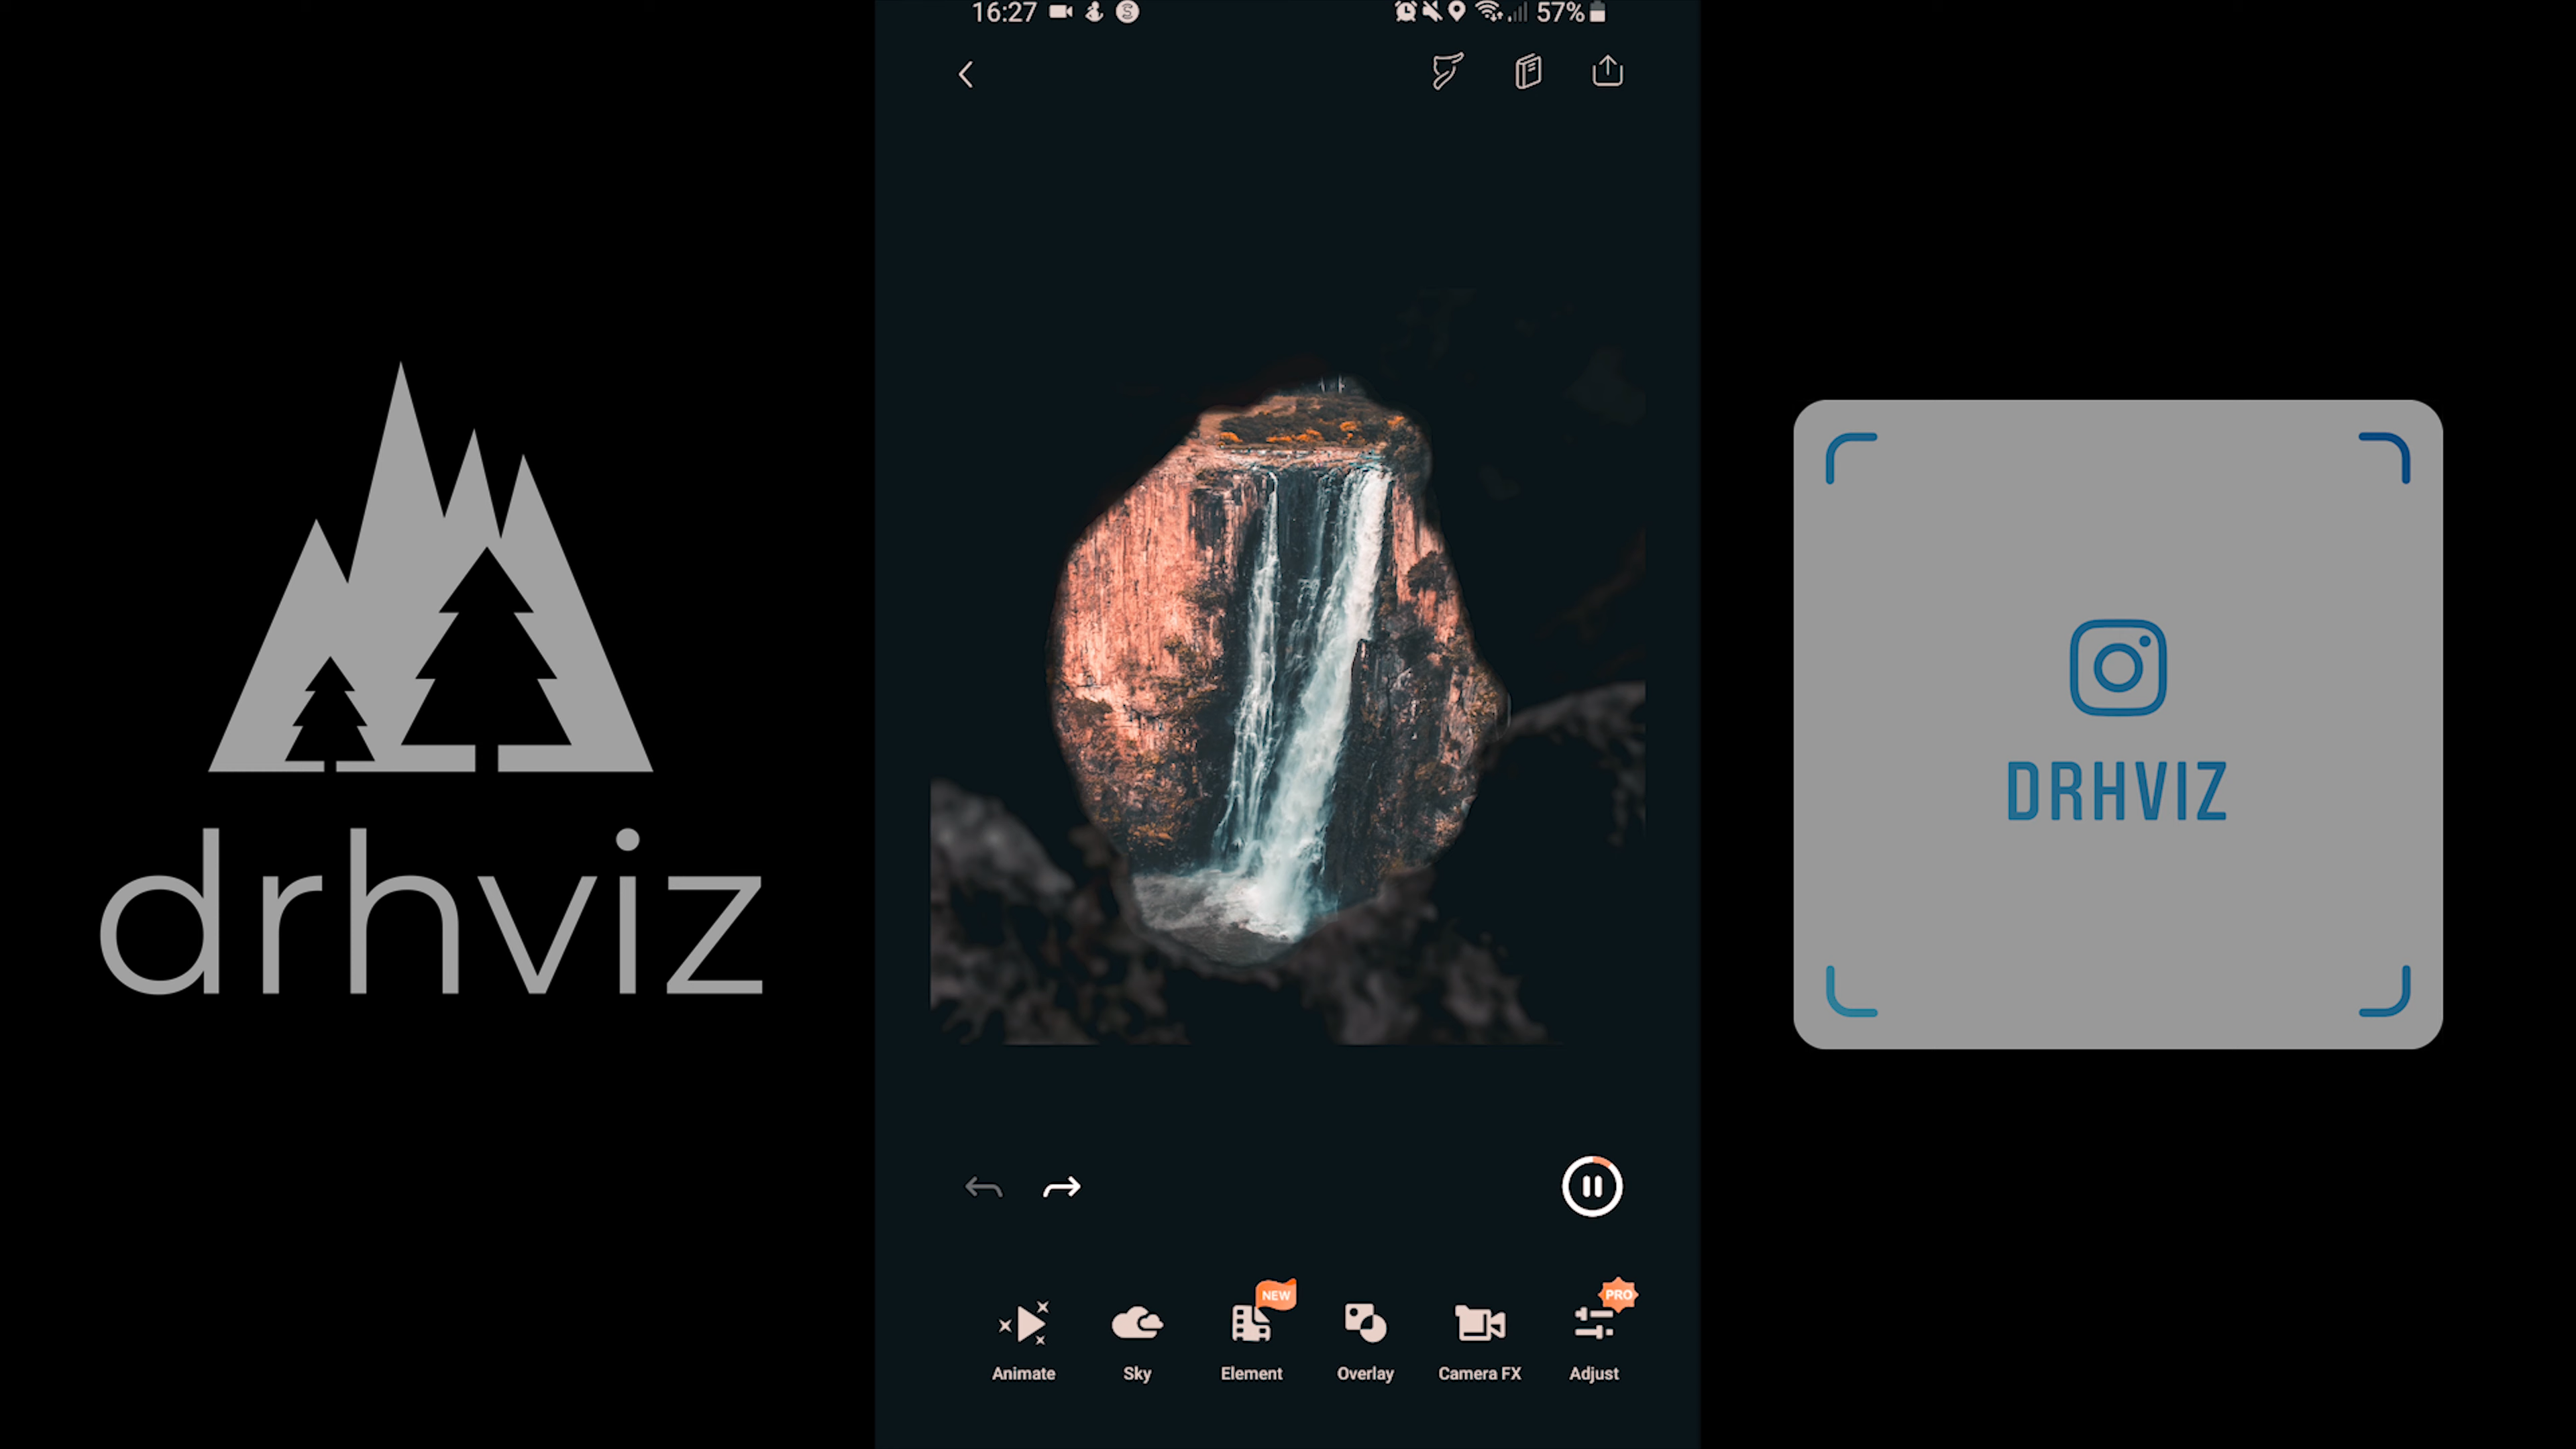 16:27
57%
drhviz
DRHVIZ
NEW
PRO
Animate
Sky
Element
Overlay
Camera FX
Adjust